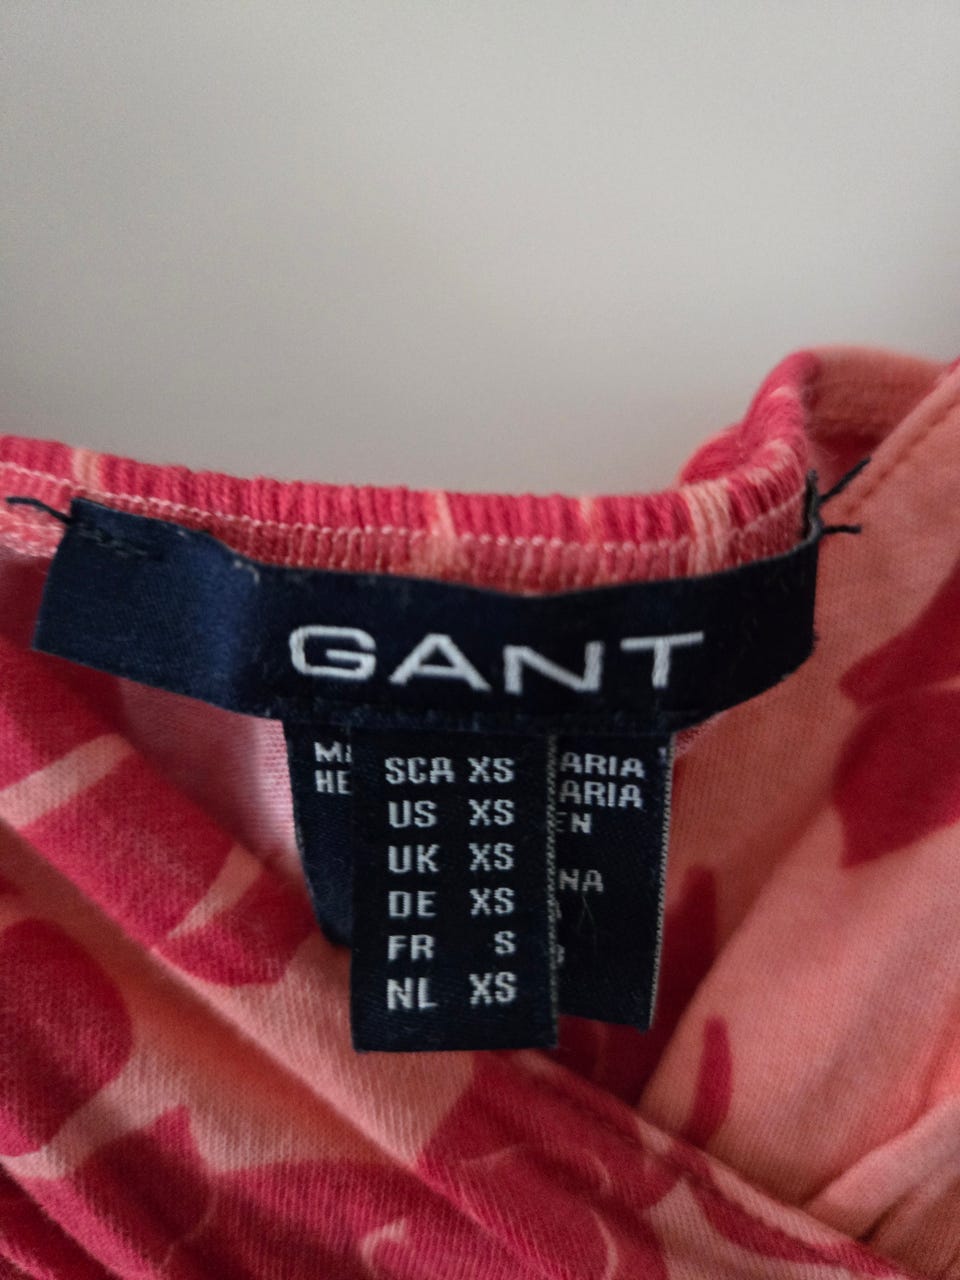 GANT
SCA XS
US XS
UK XS
DE XS
FR S
NL XS